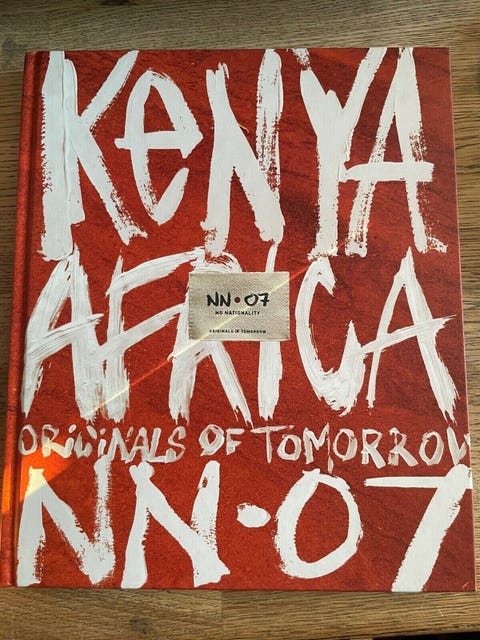 KeNYA
AFRICA
NN•07
NO NATIONALITY
ORIGINALS OF TOMORROW
ORIGINALS OF TOMORROW
NN•07